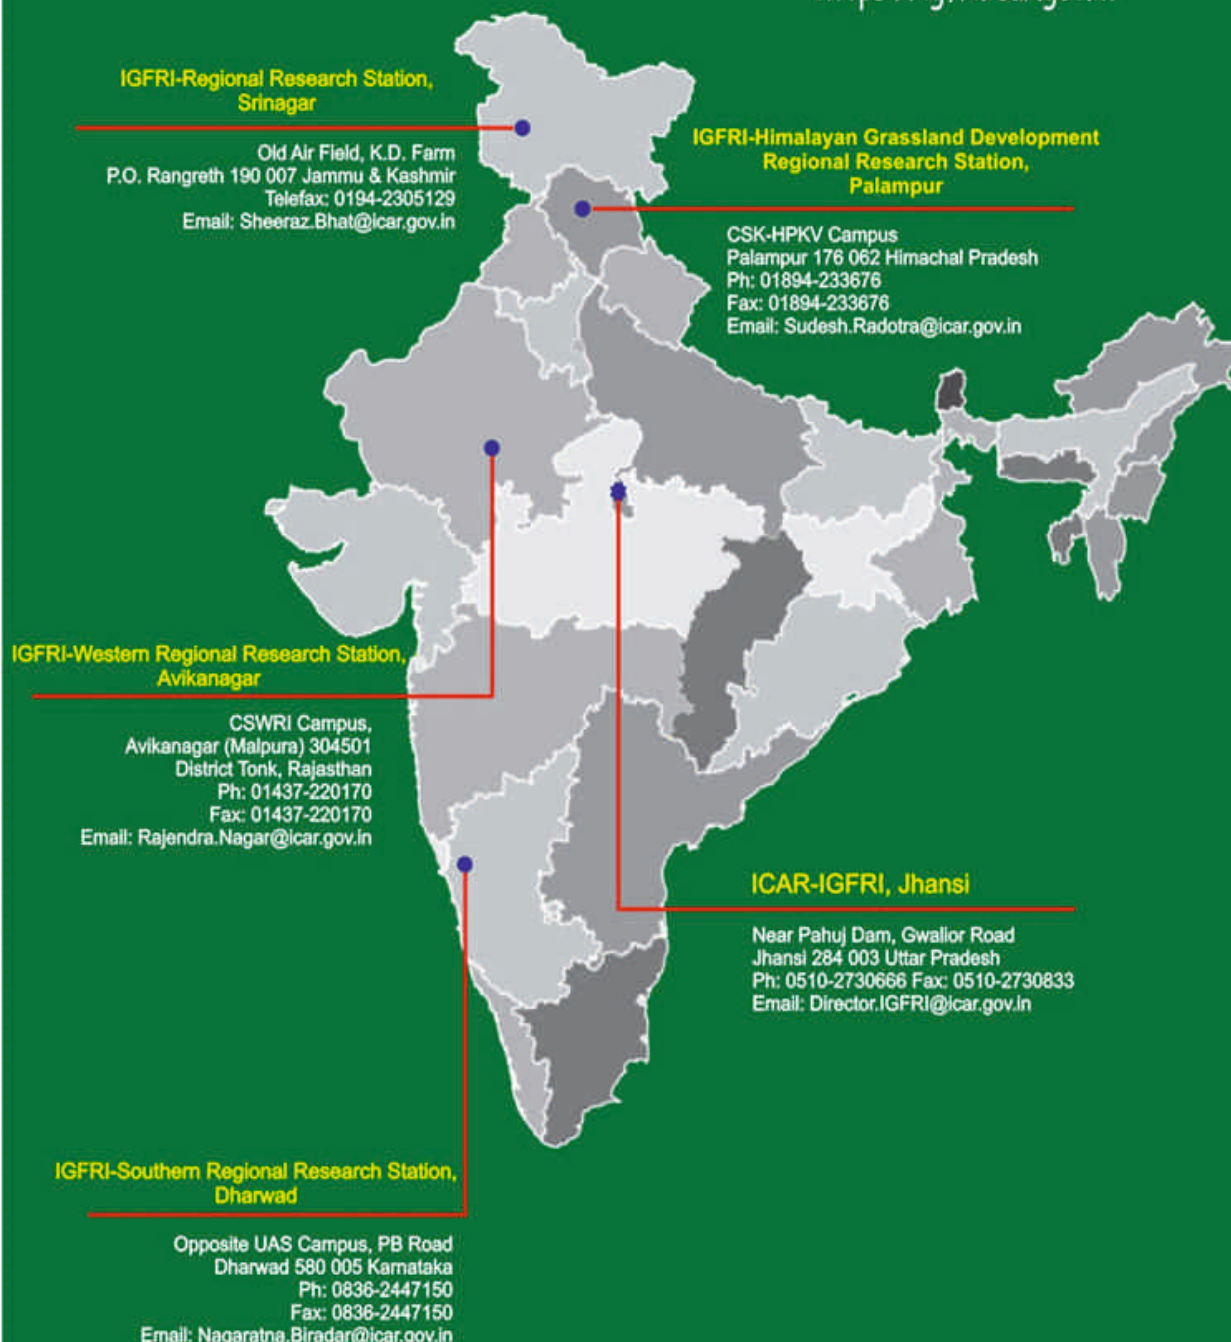 IGFRI-Regional Research Station,
Srinagar
Old Air Field, K.D. Farm
P.O. Rangreth 190 007 Jammu & Kashmir
Telefax: 0194-2305129
Email: Sheeraz.Bhat@icar.gov.in
IGFRI-Himalayan Grassland Development
Regional Research Station,
Palampur
CSK-HPKV Campus
Palampur 176 062 Himachal Pradesh
Ph: 01894-233676
Fax: 01894-233676
Email: Sudesh.Radotra@icar.gov.in
IGFRI-Western Regional Research Station,
Avikanagar
CSWRI Campus,
Avikanagar (Malpura) 304501
District Tonk, Rajasthan
Ph: 01437-220170
Fax: 01437-220170
Email: Rajendra.Nagar@icar.gov.in
ICAR-IGFRI, Jhansi
Near Pahuj Dam, Gwalior Road
Jhansi 284 003 Uttar Pradesh
Ph: 0510-2730666 Fax: 0510-2730833
Email: Director.IGFRI@icar.gov.in
IGFRI-Southern Regional Research Station,
Dharwad
Opposite UAS Campus, PB Road
Dharwad 580 005 Karnataka
Ph: 0836-2447150
Fax: 0836-2447150
Email: Nagaratna.Biradar@icar.gov.in